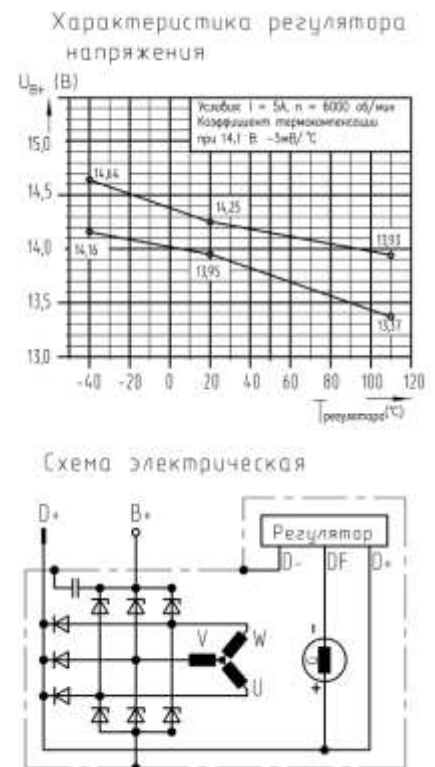 Характеристика регулятора
напряжения
U_B+ (В)
Условия: I = 5А, n = 6000 об/мин
Коэффициент термокомпенсации
при 14,1 В: -5мВ/°С
15,0
14,5
14,0
13,5
13,0
14,64
14,25
13,93
14,16
13,95
13,37
-40 -20 0 20 40 60 80 100 120
Т регулятора (°С)
Схема электрическая
D+ B+
Регулятор
D- DF D+
V W
U
G
- 
+